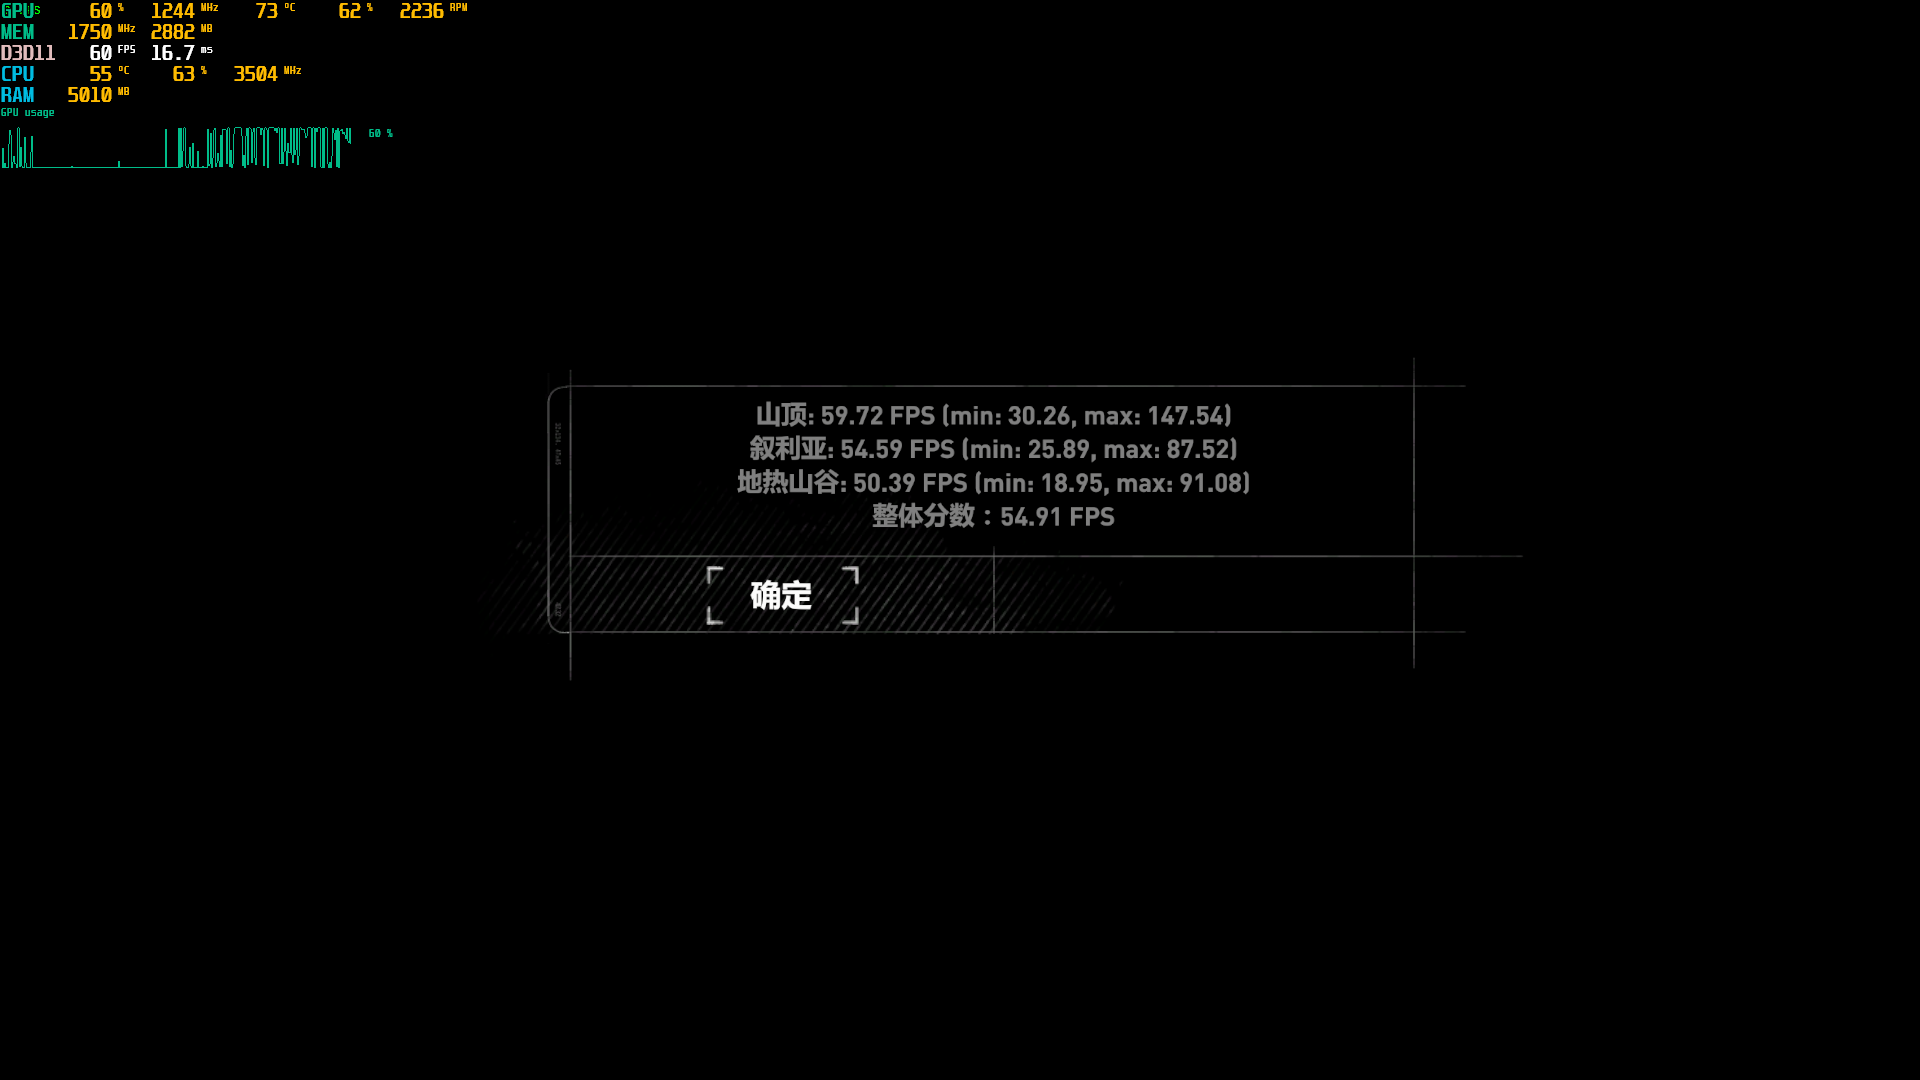 GPU 60 % 1244 MHz 73 °C 62 % 2236 RPM
MEM 1750 MHz 2882 MB
D3D11 60 FPS 16.7 ms
CPU 55 °C 63 % 3504 MHz
RAM 5010 MB
GPU usage
60 %
山顶: 59.72 FPS (min: 30.26, max: 147.54)
叙利亚: 54.59 FPS (min: 25.89, max: 87.52)
地热山谷: 50.39 FPS (min: 18.95, max: 91.08)
整体分数：54.91 FPS
确定